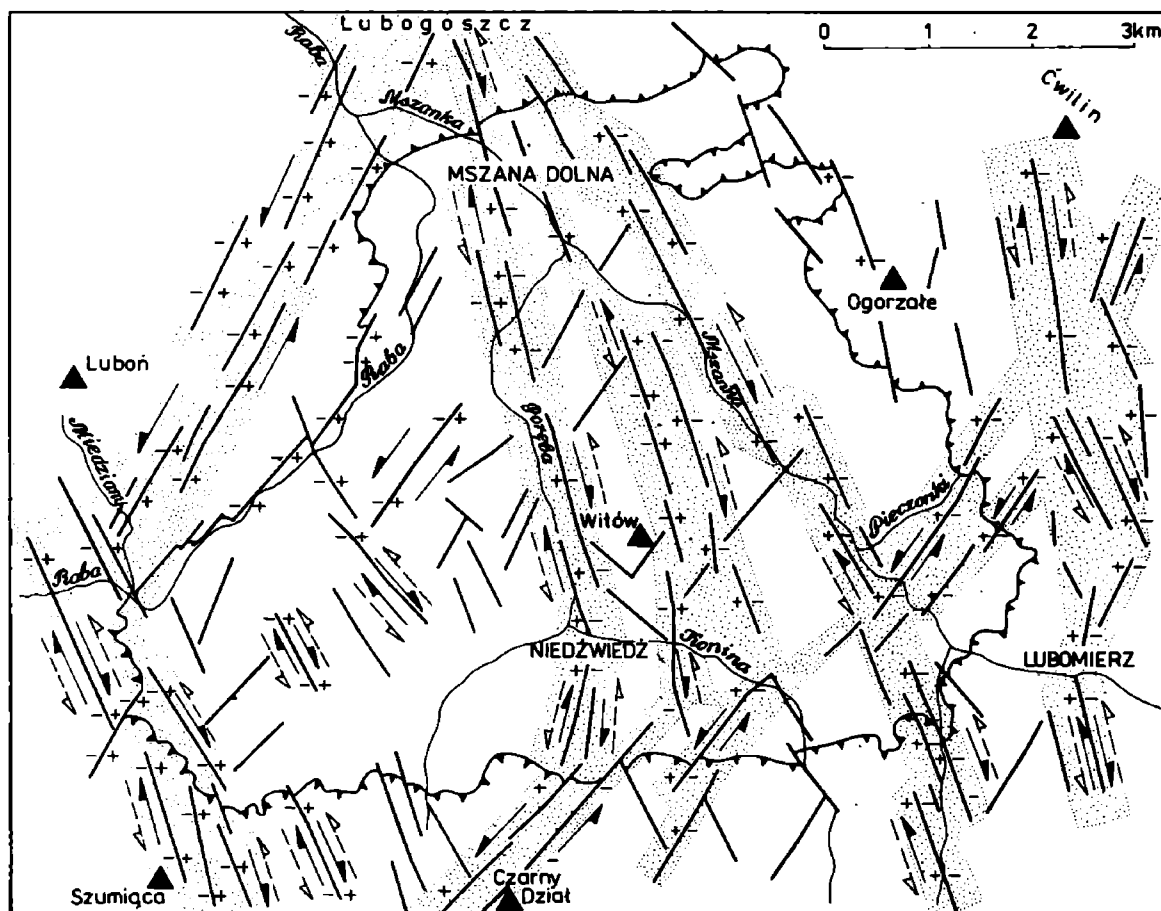 Lubogoszcz
0 1 2 3km
Raba
Mszanka
Ćwilin
MSZANA DOLNA
Ogorzałe
Luboń
Raba
Mszanka
Poręba
Pieczonki
Witów
Raba
NIEDŹWIEDŹ
Konina
LUBOMIERZ
Szumiąca
Czarny
Dział